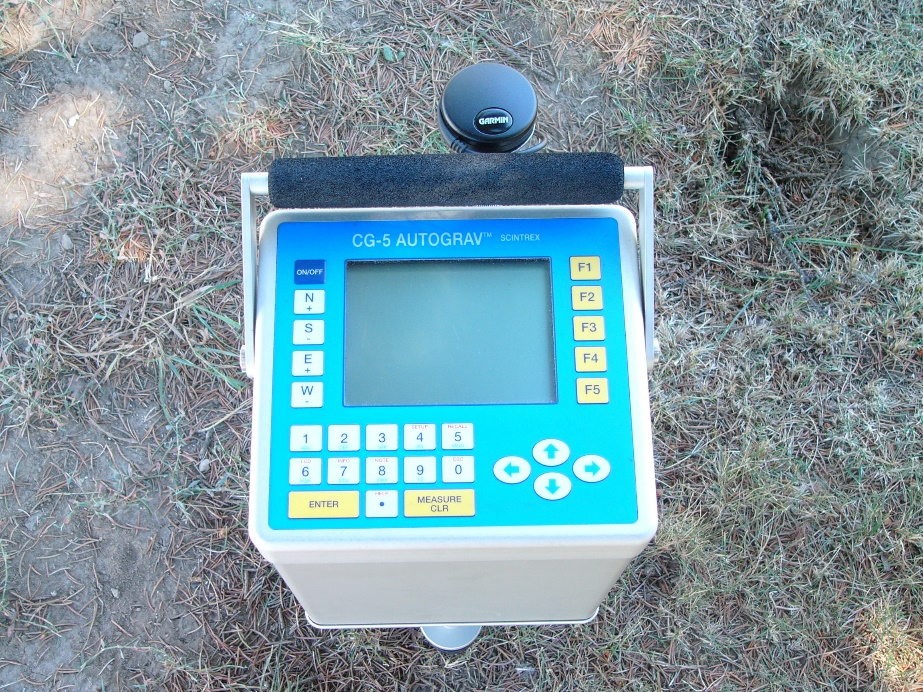 GARMIN
CG-5 AUTOGRAV™ SCINTREX
ON/OFF
F1
N
+
F2
S
-
F3
E
+
F4
W
-
F5
1 2 3 4 5
6 7 8 9 0
ENTER . MEASURE
CLR